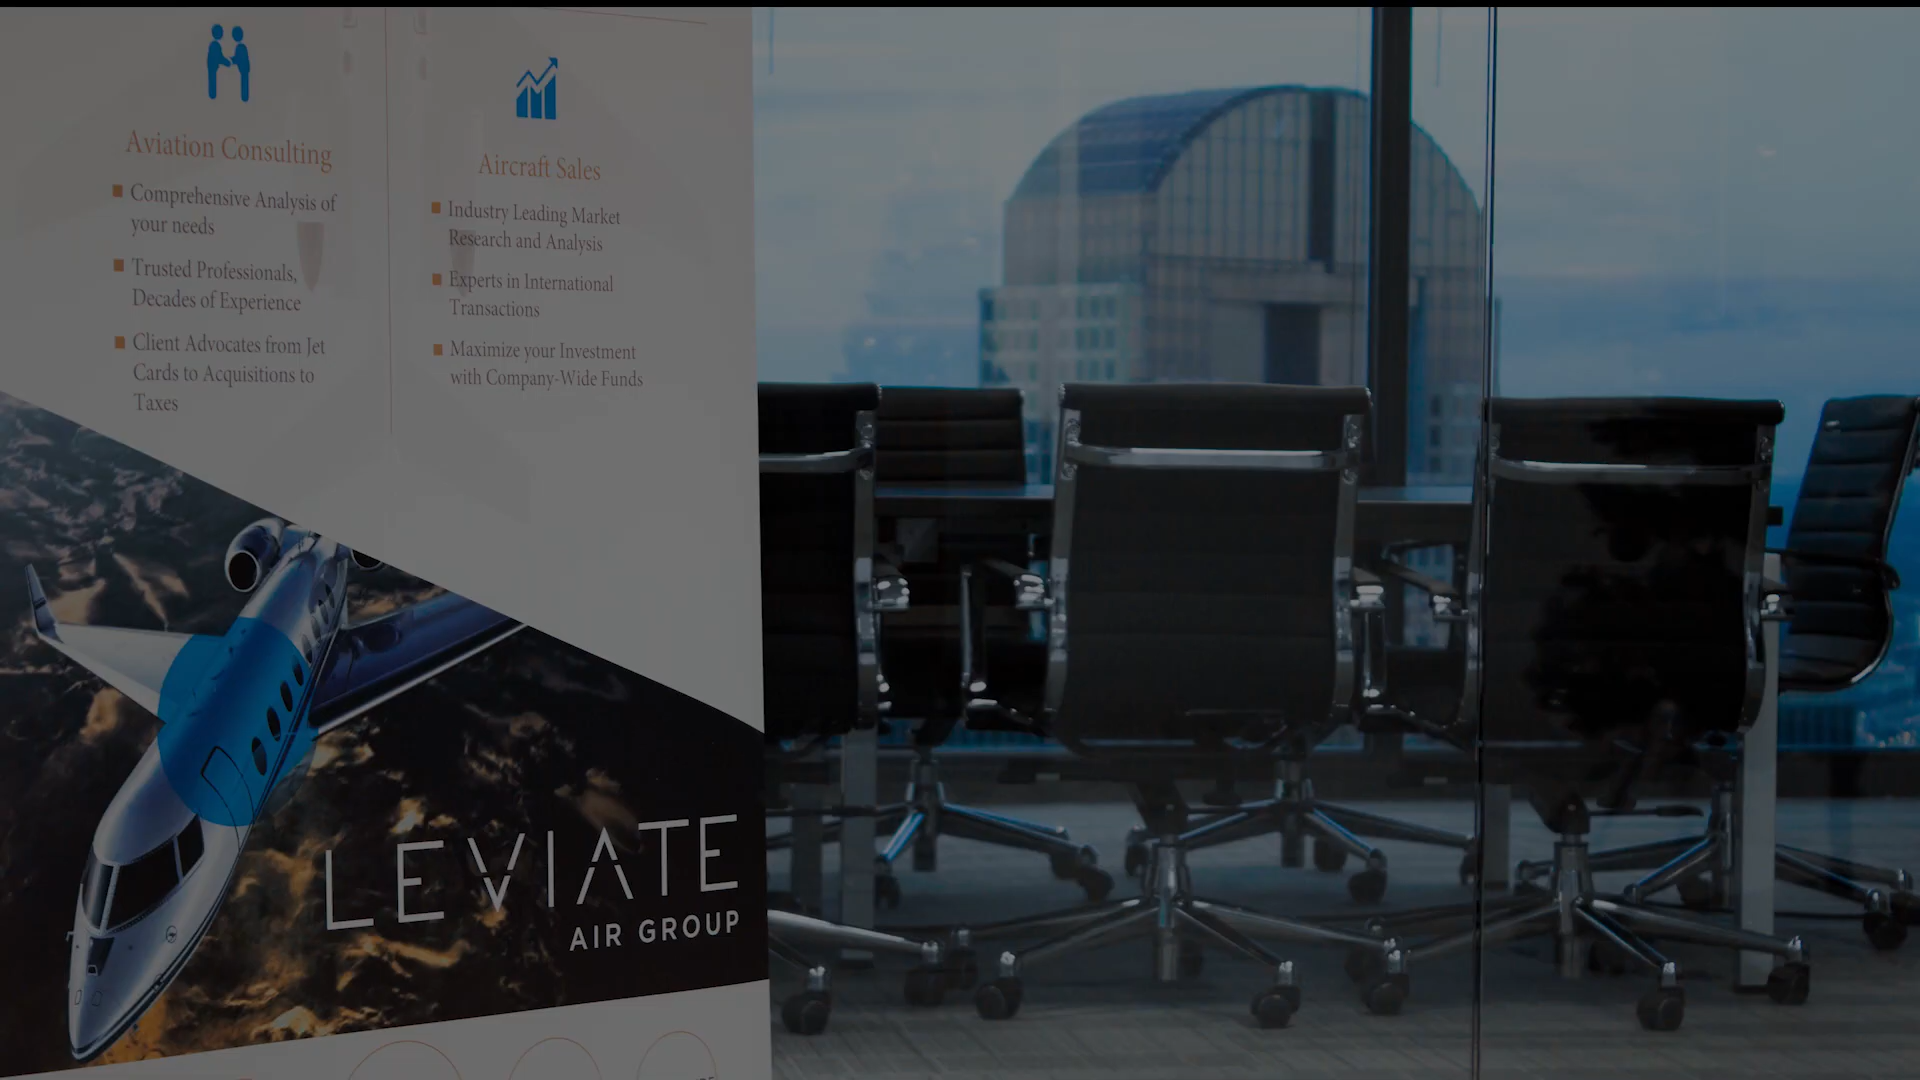 Aviation Consulting
Comprehensive Analysis of
your needs
Trusted Professionals,
Decades of Experience
Client Advocates from Jet
Cards to Acquisitions to
Taxes
Aircraft Sales
Industry Leading Market
Research and Analysis
Experts in International
Transactions
Maximize your Investment
with Company-Wide Funds
LEVIATE
AIR GROUP